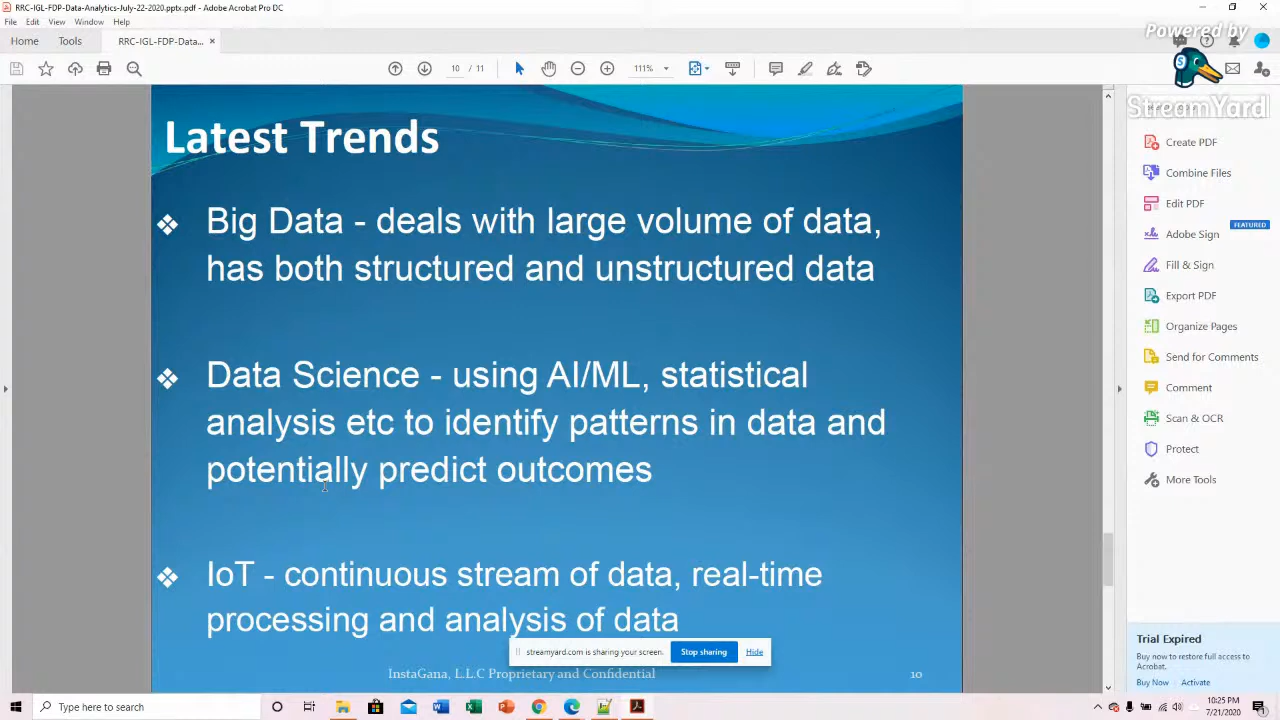 RRC-IGL-FDP-Data-Analytics-July-22-2020.pptx.pdf - Adobe Acrobat Pro DC
File Edit View Window Help
Home Tools RRC-IGL-FDP-Data...
Powered by
StreamYard
10 / 11 111%
Latest Trends
Big Data - deals with large volume of data,
has both structured and unstructured data
Data Science - using AI/ML, statistical
analysis etc to identify patterns in data and
potentially predict outcomes
IoT - continuous stream of data, real-time
processing and analysis of data
InstaGana, L.L.C Proprietary and Confidential
10
streamyard.com is sharing your screen. Stop sharing Hide
Create PDF
Combine Files
Edit PDF
FEATURED
Adobe Sign
Fill & Sign
Export PDF
Organize Pages
Send for Comments
Comment
Scan & OCR
Protect
More Tools
Trial Expired
Buy now to restore full access to
Acrobat.
Buy Now Activate
Type here to search
10:25 PM
7/21/2020